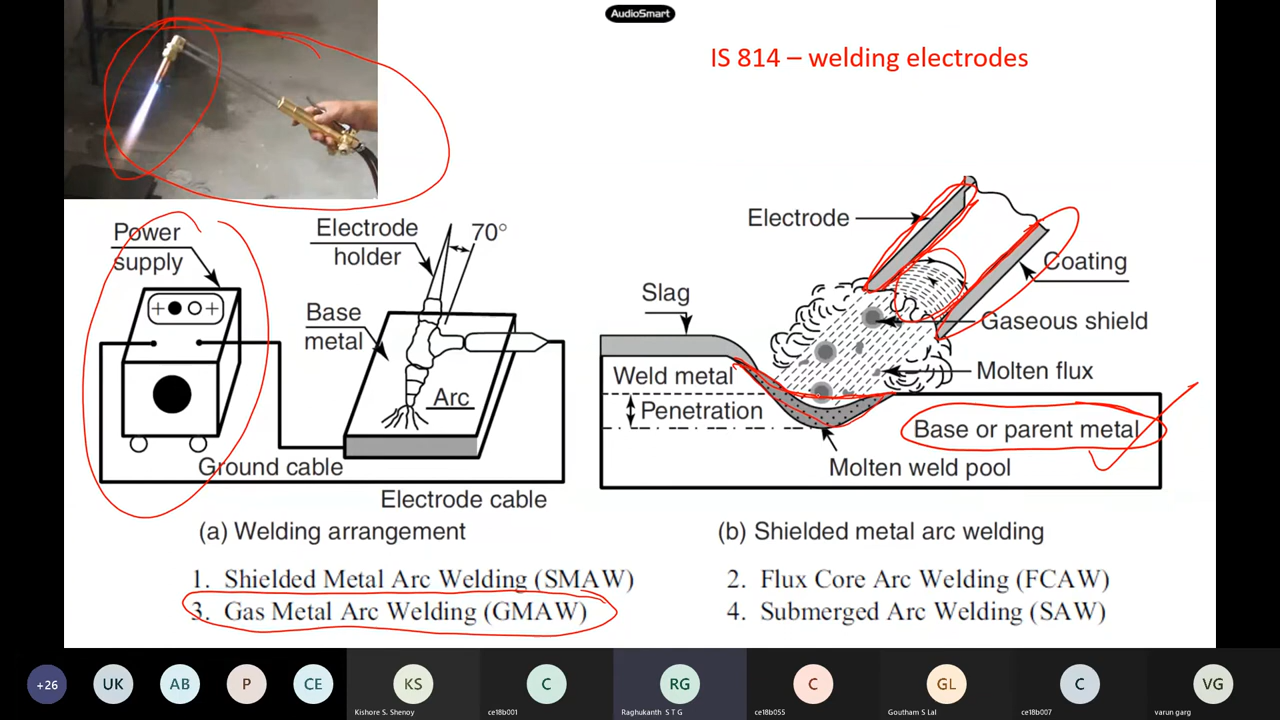 AudioSmart
IS 814 – welding electrodes
Power
supply
Electrode
holder
70°
Base
metal
Arc
Ground cable
Electrode cable
(a) Welding arrangement
Electrode
Coating
Slag
Gaseous shield
Weld metal
Molten flux
Penetration
Base or parent metal
Molten weld pool
(b) Shielded metal arc welding
1. Shielded Metal Arc Welding (SMAW)
2. Flux Core Arc Welding (FCAW)
3. Gas Metal Arc Welding (GMAW)
4. Submerged Arc Welding (SAW)
+26
UK
AB
P
CE
KS
Kishore S. Shenoy
C
ce18b001
RG
Raghukanth S T G
C
ce18b055
GL
Goutham S Lal
C
ce18b007
VG
varun garg